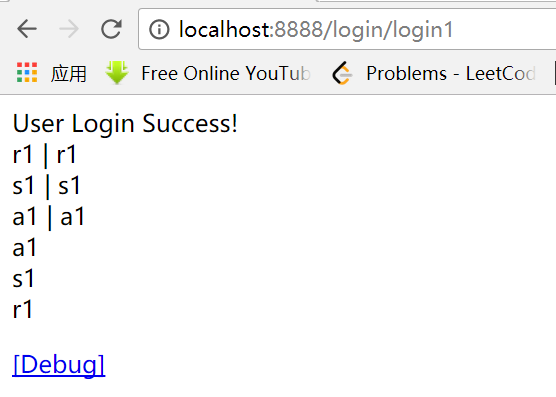 localhost:8888/login/login1
应用 Free Online YouTub Problems - LeetCod
User Login Success!
r1 | r1
s1 | s1
a1 | a1
a1
s1
r1
[Debug]